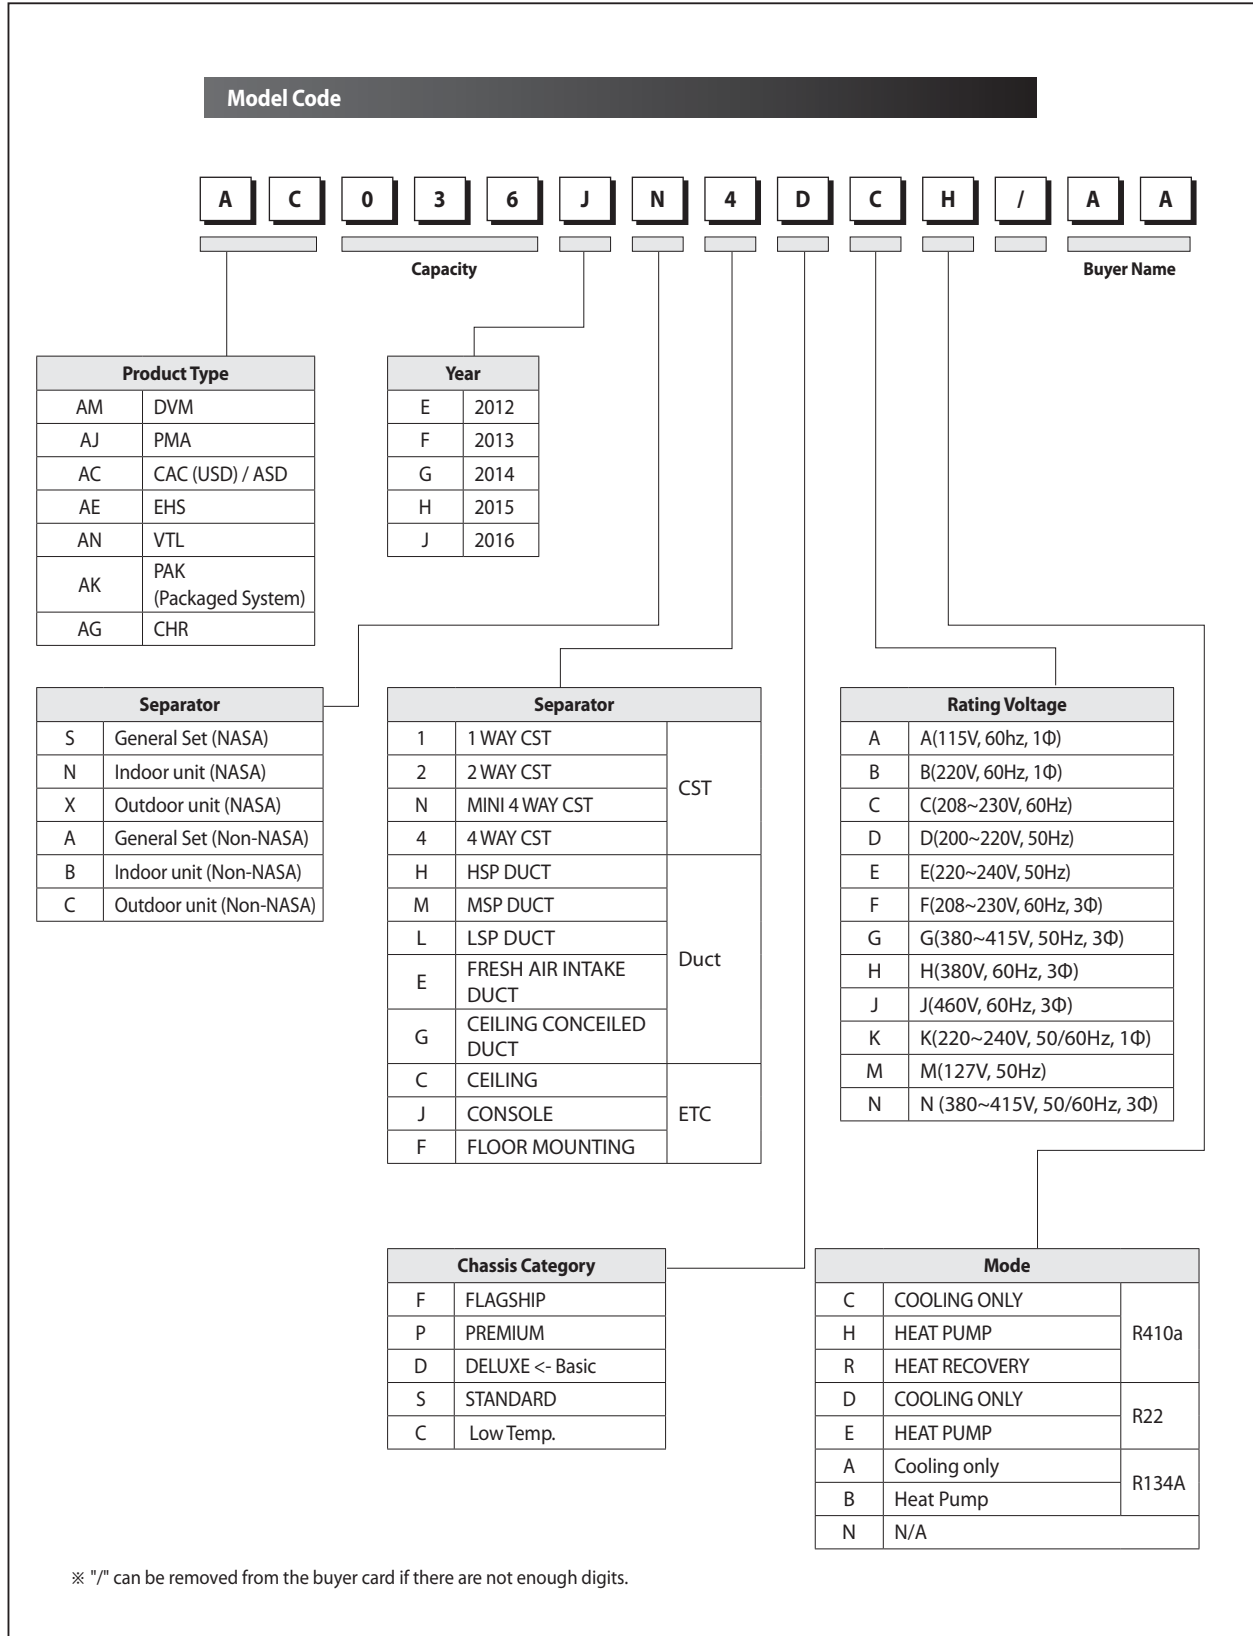 Model Code
A C 0 3 6 J N 4 D C H / A A
Capacity
Buyer Name
Product Type
AM DVM
AJ PMA
AC CAC (USD) / ASD
AE EHS
AN VTL
AK PAK
(Packaged System)
AG CHR
Year
E 2012
F 2013
G 2014
H 2015
J 2016
Separator
S General Set (NASA)
N Indoor unit (NASA)
X Outdoor unit (NASA)
A General Set (Non-NASA)
B Indoor unit (Non-NASA)
C Outdoor unit (Non-NASA)
Separator
1 1 WAY CST
2 2 WAY CST
N MINI 4 WAY CST
4 4 WAY CST
CST
H HSP DUCT
M MSP DUCT
L LSP DUCT
E FRESH AIR INTAKE
DUCT
G CEILING CONCEILED
DUCT
Duct
C CEILING
J CONSOLE
F FLOOR MOUNTING
ETC
Rating Voltage
A A(115V, 60hz, 1Φ)
B B(220V, 60Hz, 1Φ)
C C(208~230V, 60Hz)
D D(200~220V, 50Hz)
E E(220~240V, 50Hz)
F F(208~230V, 60Hz, 3Φ)
G G(380~415V, 50Hz, 3Φ)
H H(380V, 60Hz, 3Φ)
J J(460V, 60Hz, 3Φ)
K K(220~240V, 50/60Hz, 1Φ)
M M(127V, 50Hz)
N N (380~415V, 50/60Hz, 3Φ)
Chassis Category
F FLAGSHIP
P PREMIUM
D DELUXE <- Basic
S STANDARD
C Low Temp.
Mode
C COOLING ONLY
H HEAT PUMP
R HEAT RECOVERY
R410a
D COOLING ONLY
E HEAT PUMP
R22
A Cooling only
B Heat Pump
R134A
N N/A
※ "/" can be removed from the buyer card if there are not enough digits.